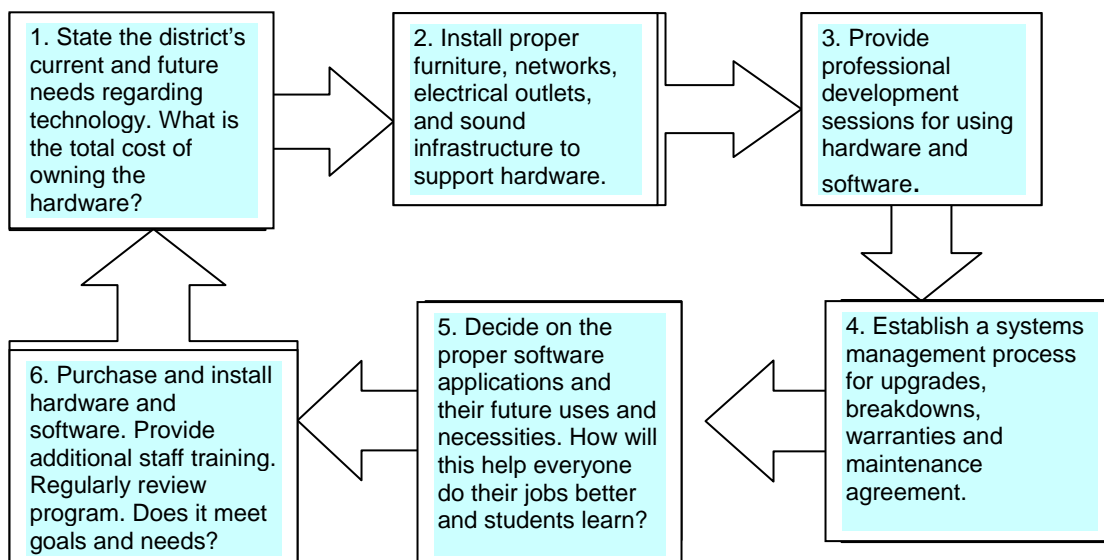 1. State the district's
current and future
needs regarding
technology. What is
the total cost of
owning the
hardware?
2. Install proper
furniture, networks,
electrical outlets,
and sound
infrastructure to
support hardware.
3. Provide
professional
development
sessions for using
hardware and
software.
4. Establish a systems
management process
for upgrades,
breakdowns,
warranties and
maintenance
agreement.
5. Decide on the
proper software
applications and
their future uses and
necessities. How will
this help everyone
do their jobs better
and students learn?
6. Purchase and install
hardware and
software. Provide
additional staff training.
Regularly review
program. Does it meet
goals and needs?